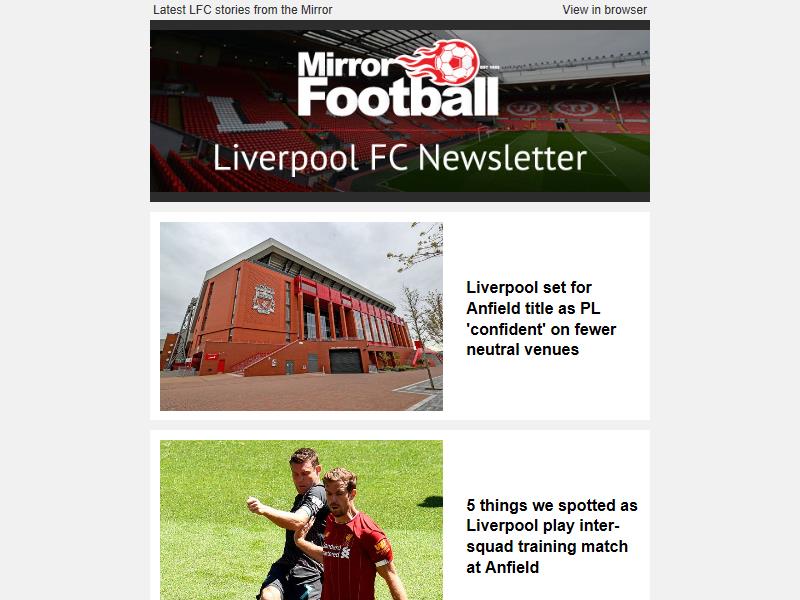 Latest LFC stories from the Mirror
View in browser
Mirror
Football
Liverpool FC Newsletter
Liverpool set for
Anfield title as PL
'confident' on fewer
neutral venues
5 things we spotted as
Liverpool play inter-
squad training match
at Anfield